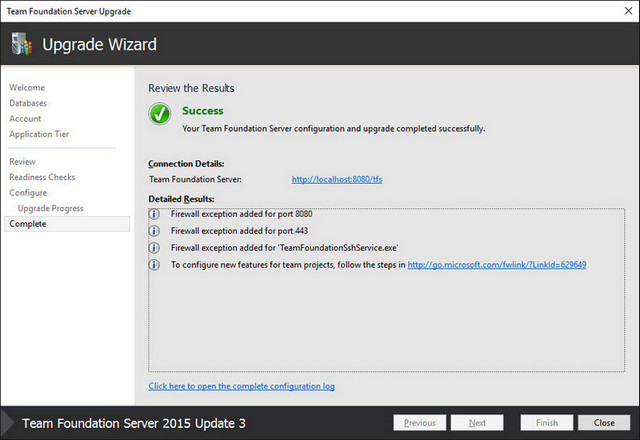 Team Foundation Server Upgrade
Upgrade Wizard
Welcome
Databases
Account
Application Tier
Review
Readiness Checks
Configure
Upgrade Progress
Complete
Review the Results
Success
Your Team Foundation Server configuration and upgrade completed successfully.
Connection Details:
Team Foundation Server: http://localhost:8080/tfs
Detailed Results:
Firewall exception added for port 8080
Firewall exception added for port 443
Firewall exception added for 'TeamFoundationSshService.exe'
To configure new features for team projects, follow the steps in http://go.microsoft.com/fwlink/?LinkId=629649
Click here to open the complete configuration log
Team Foundation Server 2015 Update 3 Previous Next Finish Close